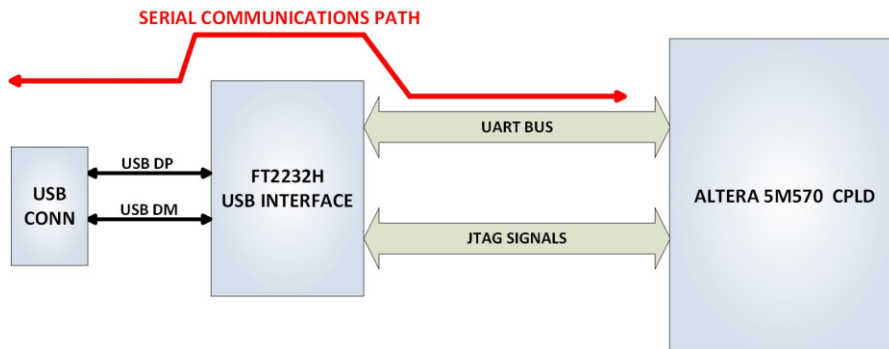 SERIAL COMMUNICATIONS PATH
USB DP
UART BUS
FT2232H
USB INTERFACE
USB
CONN
ALTERA 5M570  CPLD
USB DM
JTAG SIGNALS